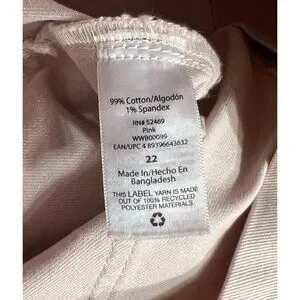 99% Cotton/Algodón
1% Spandex
RN# 52469
Pink
WWB00099
EAN/UPC 4 89396643632
22
Made In/Hecho En
Bangladesh
THIS LABEL YARN IS MADE
OUT OF 100% RECYCLED
POLYESTER MATERIALS